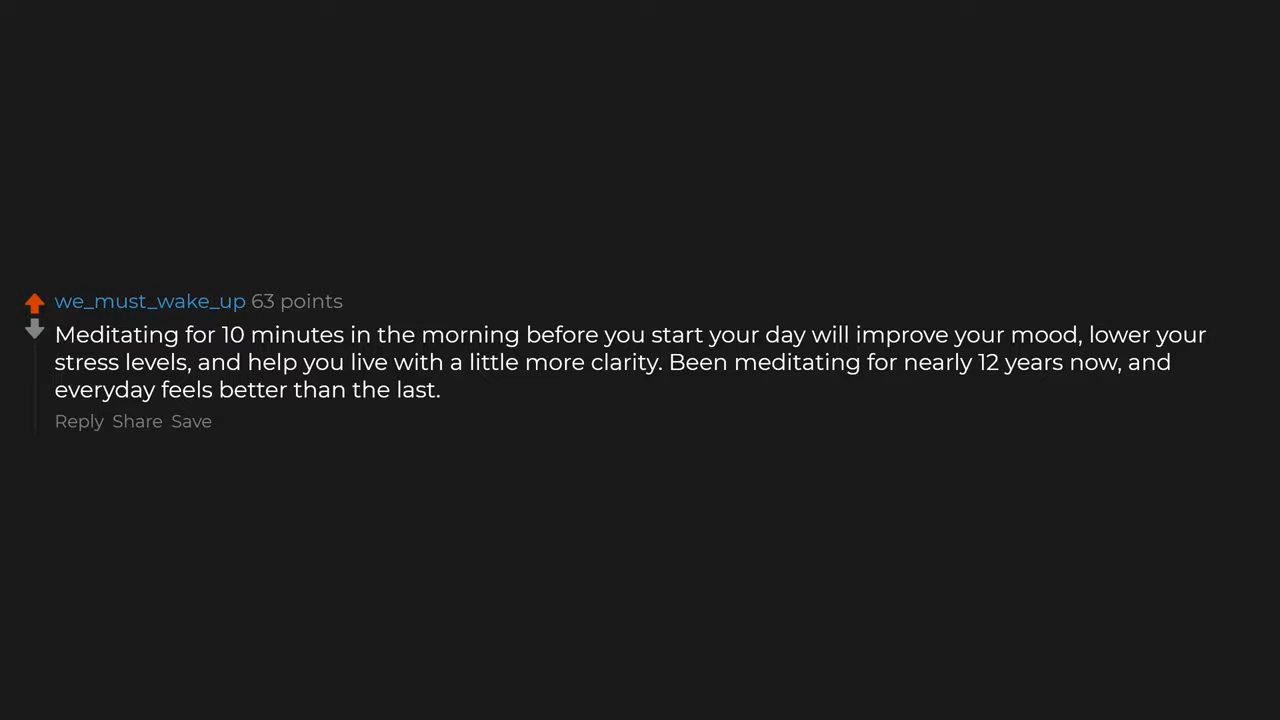 we_must_wake_up 63 points
Meditating for 10 minutes in the morning before you start your day will improve your mood, lower your
stress levels, and help you live with a little more clarity. Been meditating for nearly 12 years now, and
everyday feels better than the last.
Reply Share Save